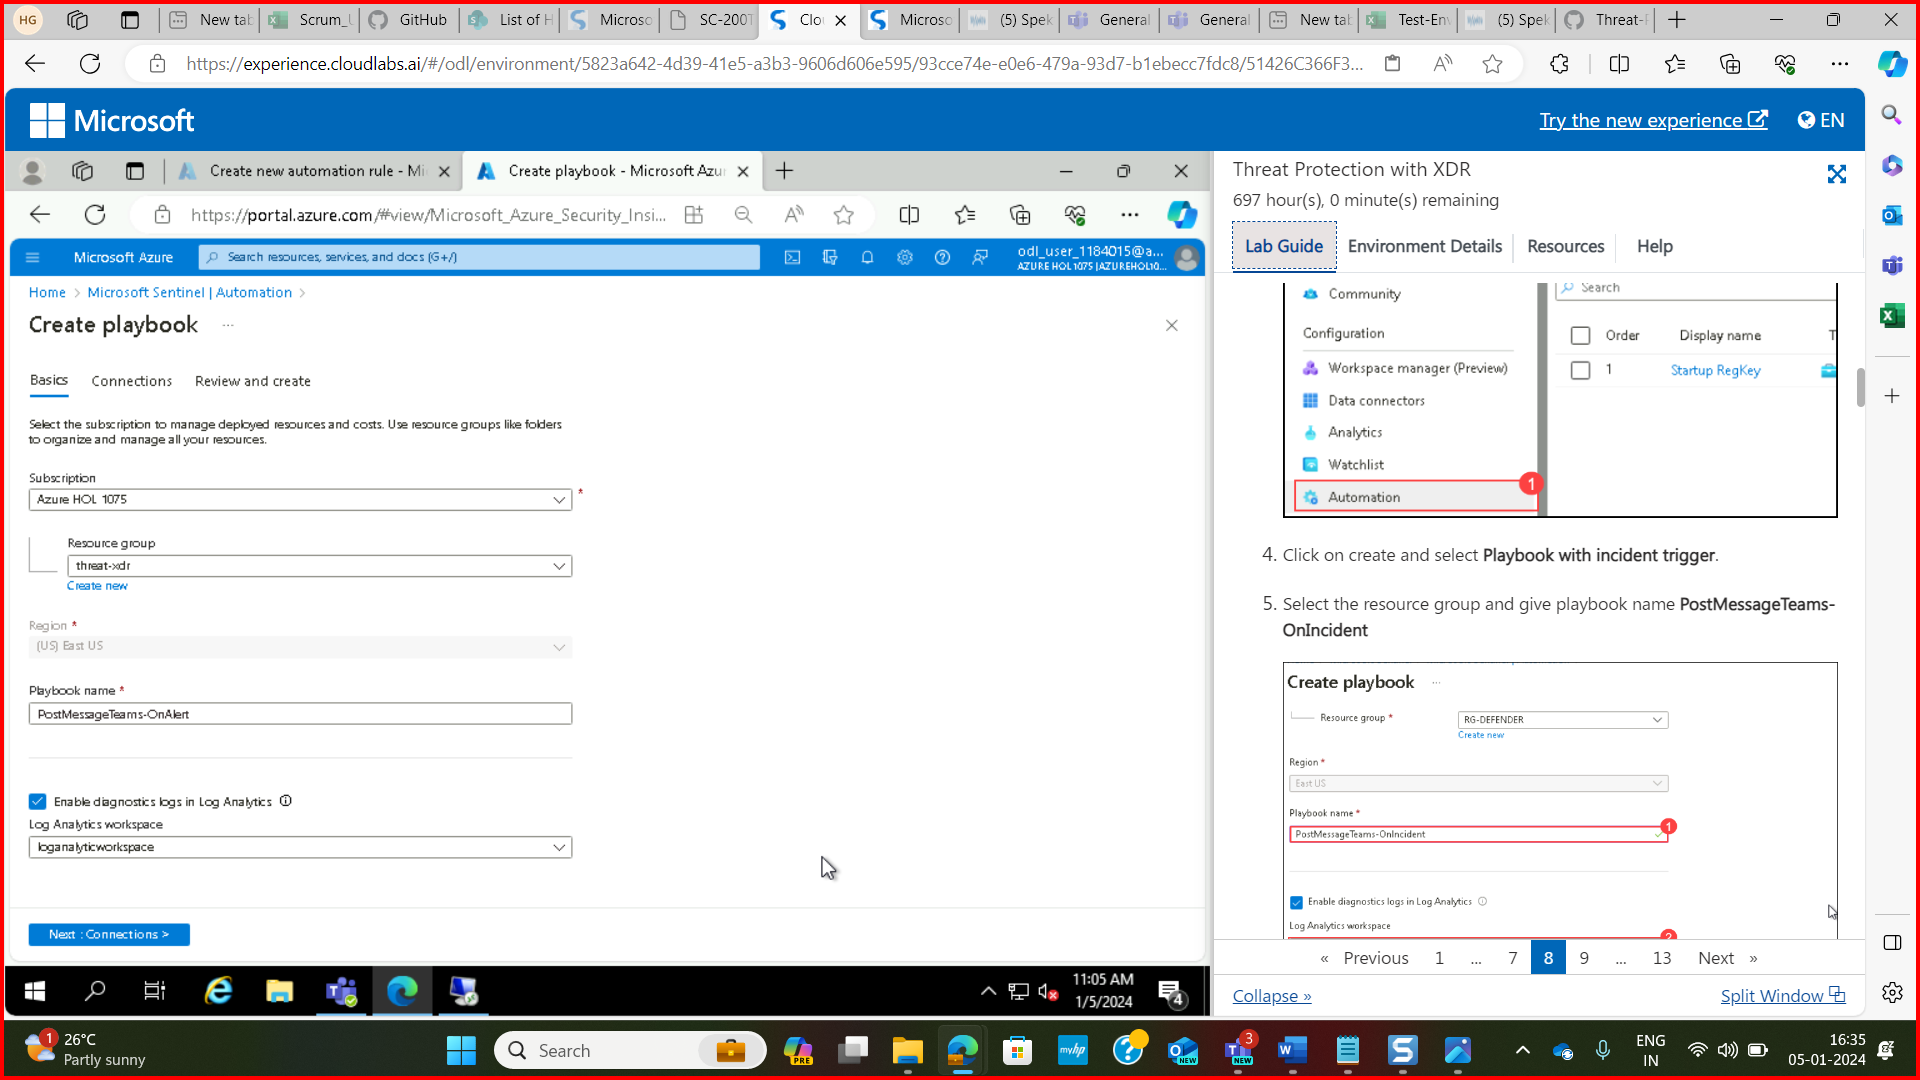 HG
New tab
Scrum_
GitHub
List of H
Microso
SC-200T
Clo
Microso
(5) Spek
General
General
New tab
Test-En
(5) Spek
Threat-
https://experience.cloudlabs.ai/#/odl/environment/5823a642-4d39-41e5-a3b3-9606d606e595/93cce74e-e0e6-479a-93d7-b1ebecc7fdc8/51426C366F3...
Microsoft
Try the new experience
EN
Create new automation rule - Mi
Create playbook - Microsoft Azu
https://portal.azure.com/#view/Microsoft_Azure_Security_Insi...
Microsoft Azure
Search resources, services, and docs (G+/)
odl_user_1184015@a...
AZURE HOL 1075 (AZUREHOL10...
Home > Microsoft Sentinel | Automation >
Create playbook ...
Basics
Connections
Review and create
Select the subscription to manage deployed resources and costs. Use resource groups like folders
to organize and manage all your resources.
Subscription
Azure HOL 1075
*
Resource group
threat-xdr
Create new
Region *
(US) East US
Playbook name *
PostMessageTeams-OnAlert
Enable diagnostics logs in Log Analytics
Log Analytics workspace
loganalyticworkspace
Next : Connections >
11:05 AM
1/5/2024
4
Threat Protection with XDR
697 hour(s), 0 minute(s) remaining
Lab Guide
Environment Details
Resources
Help
Community
Configuration
Workspace manager (Preview)
Data connectors
Analytics
Watchlist
Automation
1
Search
Order
Display name
T
1
Startup RegKey
4. Click on create and select Playbook with incident trigger.
5. Select the resource group and give playbook name PostMessageTeams-
OnIncident
Create playbook ...
Resource group *
RG-DEFENDER
Create new
Region *
East US
Playbook name *
1
PostMessageTeams-OnIncident
Enable diagnostics logs in Log Analytics
Log Analytics workspace
2
« Previous 1 ... 7 8 9 ... 13 Next »
Collapse »
Split Window
1
26°C
Partly sunny
Search
PRE
myhp
NEW
3
NEW
ENG
IN
16:35
05-01-2024